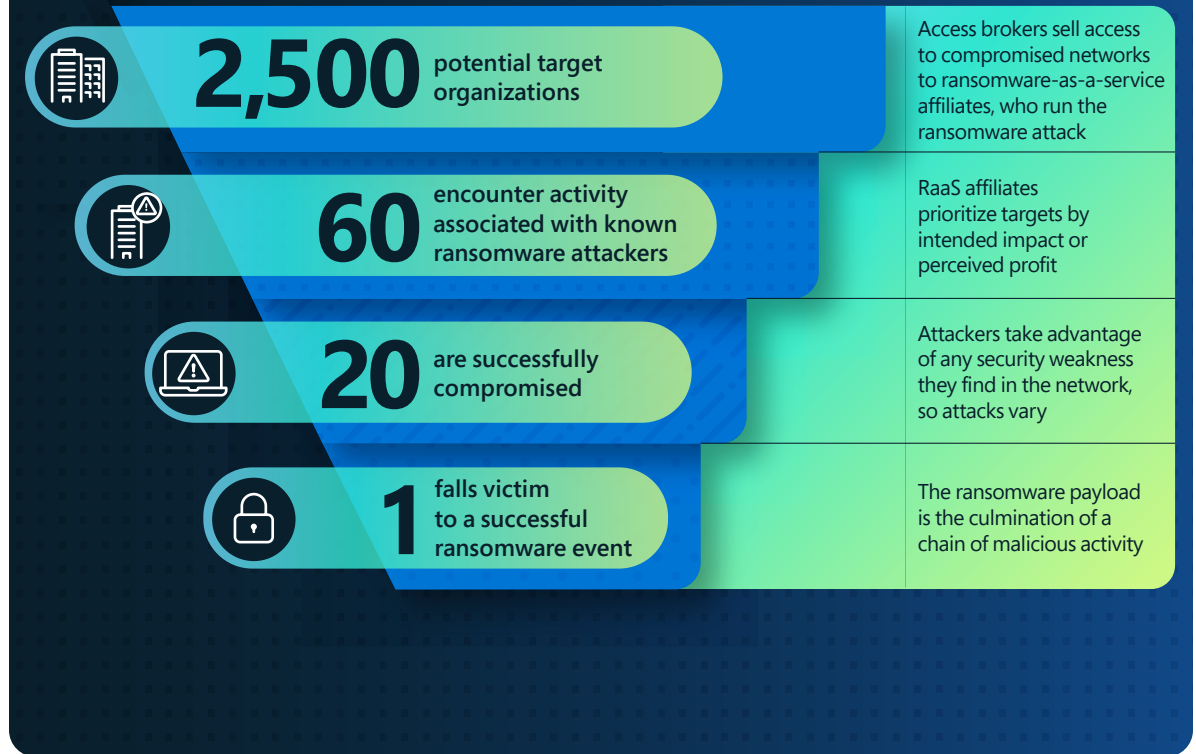 2,500
potential target
organizations
Access brokers sell access
to compromised networks
to ransomware-as-a-service
affiliates, who run the
ransomware attack
60
encounter activity
associated with known
ransomware attackers
RaaS affiliates
prioritize targets by
intended impact or
perceived profit
20
are successfully
compromised
Attackers take advantage
of any security weakness
they find in the network,
so attacks vary
1
falls victim
to a successful
ransomware event
The ransomware payload
is the culmination of a
chain of malicious activity